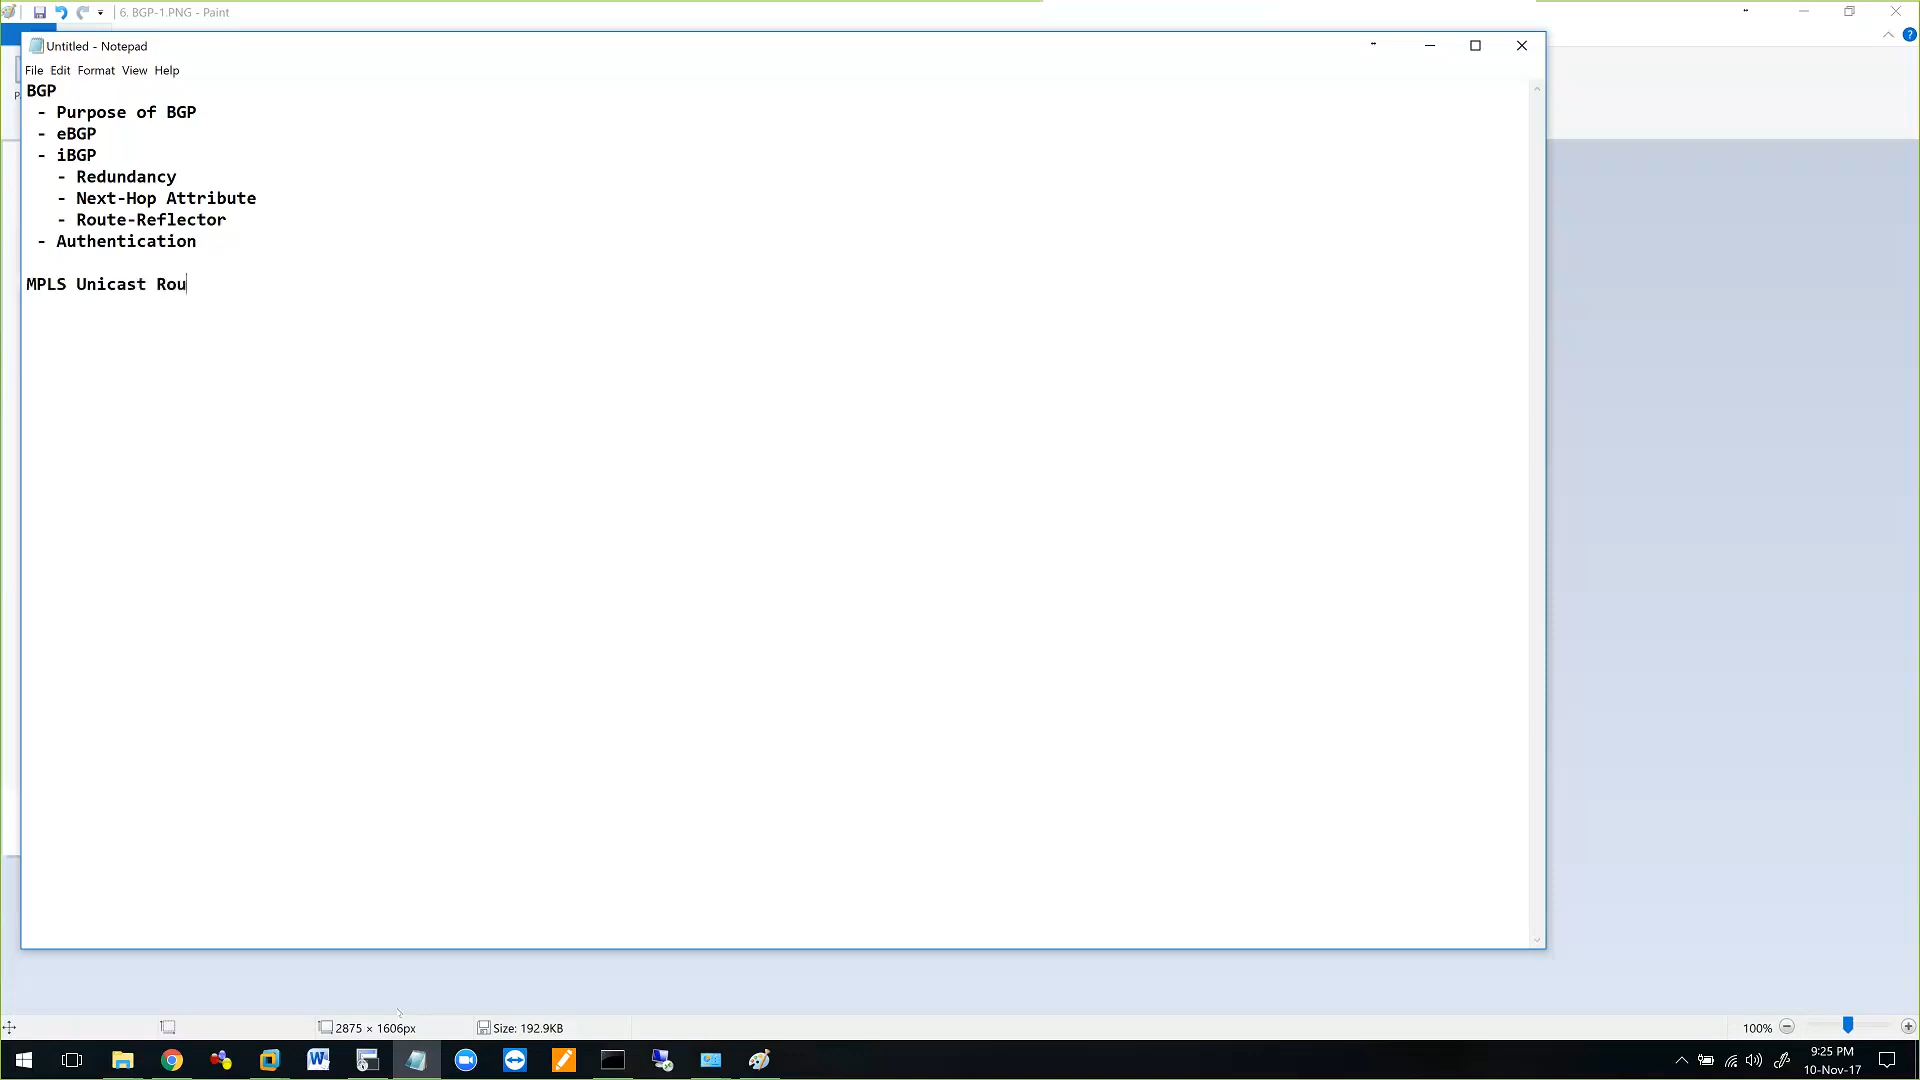 6. BGP-1.PNG - Paint
Untitled - Notepad
File Edit Format View Help
BGP
- Purpose of BGP
- eBGP
- iBGP
- Redundancy
- Next-Hop Attribute
- Route-Reflector
- Authentication
MPLS Unicast Rou
2875 × 1606px
Size: 192.9KB
100%
9:25 PM
10-Nov-17